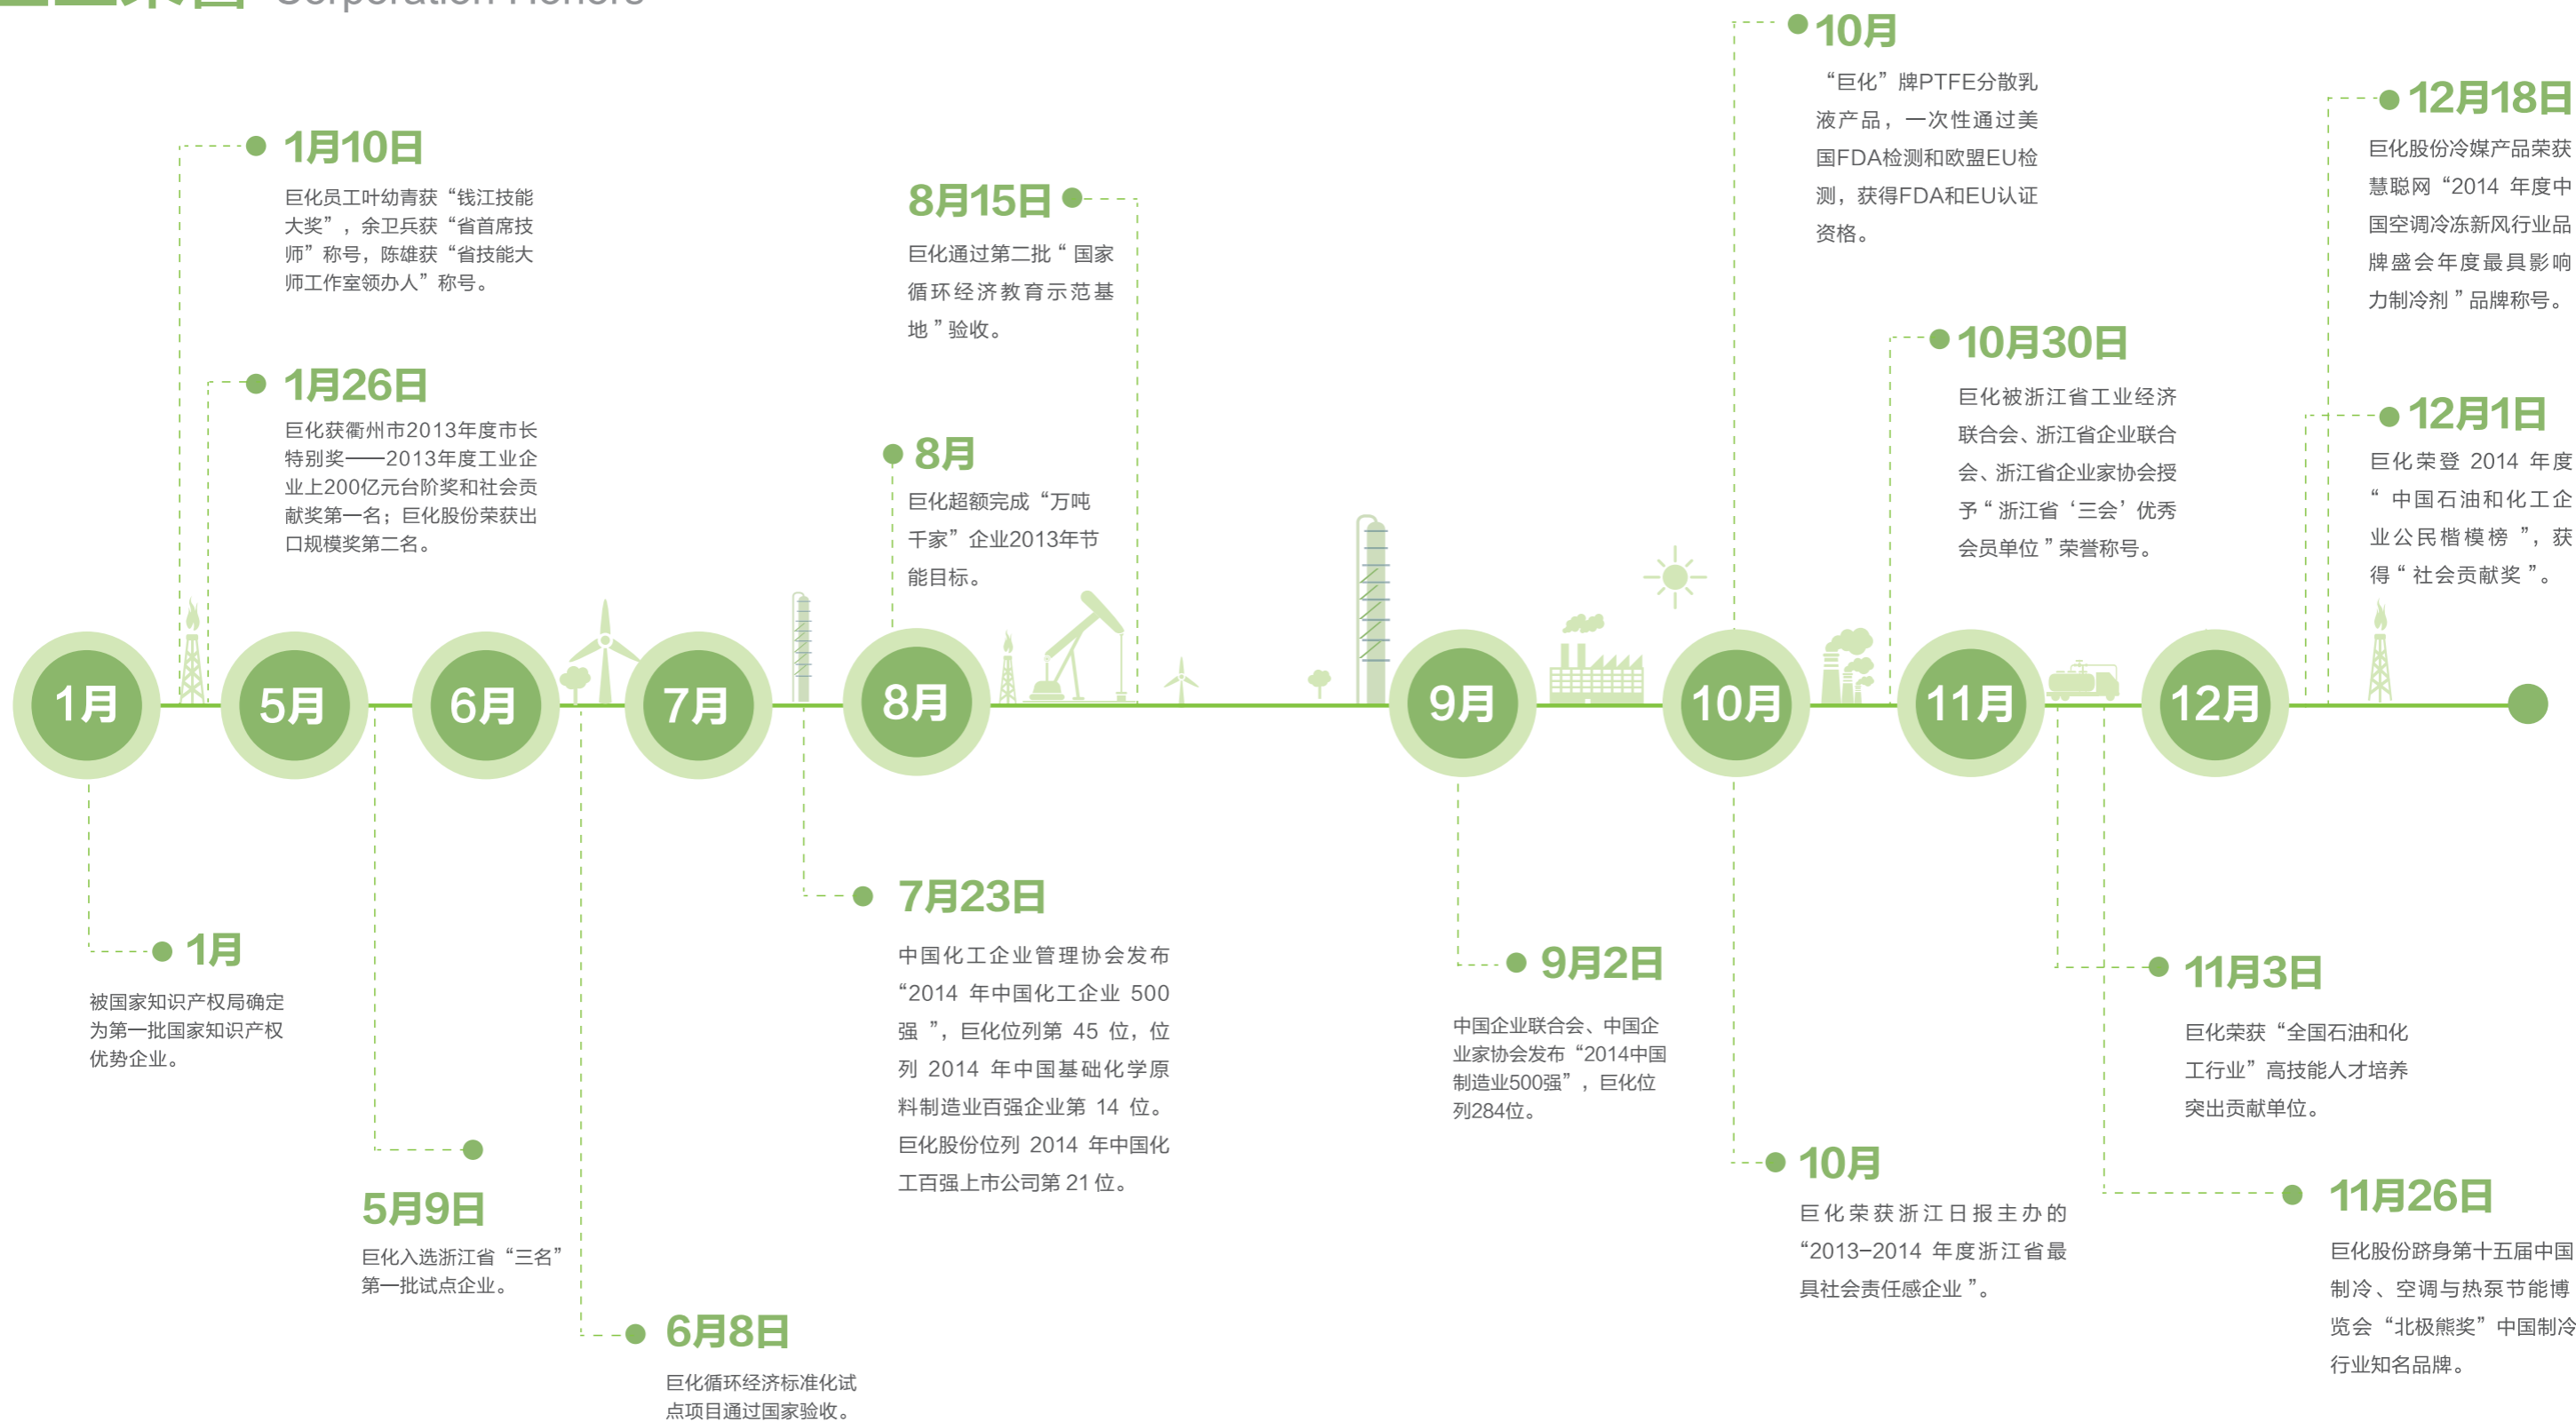 Corporation Honors
1月10日
巨化员工叶幼青获“钱江技能
大奖”，余卫兵获“省首席技
师”称号，陈雄获“省技能大
师工作室领办人”称号。
1月26日
巨化获衢州市2013年度市长
特别奖——2013年度工业企
业上200亿元台阶奖和社会贡
献奖第一名；巨化股份荣获出
口规模奖第二名。
8月15日
巨化通过第二批“ 国家
循环经济教育示范基
地 ” 验收。
8月
巨化超额完成“万吨
千家”企业2013年节
能目标。
10月
“巨化”牌PTFE分散乳
液产品，一次性通过美
国FDA检测和欧盟EU检
测，获得FDA和EU认证
资格。
10月30日
巨化被浙江省工业经济
联合会、浙江省企业联合
会、浙江省企业家协会授
予“ 浙江省‘三会’优秀
会员单位 ” 荣誉称号。
12月18日
巨化股份冷媒产品荣获
慧聪网“2014 年度中
国空调冷冻新风行业品
牌盛会年度最具影响
力制冷剂 ” 品牌称号。
12月1日
巨化荣登 2014 年度
“ 中国石油和化工企
业公民楷模榜 ”，获
得“ 社会贡献奖 ”。
1月
5月
6月
7月
8月
9月
10月
11月
12月
1月
被国家知识产权局确定
为第一批国家知识产权
优势企业。
5月9日
巨化入选浙江省“三名”
第一批试点企业。
6月8日
巨化循环经济标准化试
点项目通过国家验收。
7月23日
中国化工企业管理协会发布
“2014 年中国化工企业 500
强 ”，巨化位列第 45 位，位
列 2014 年中国基础化学原
料制造业百强企业第 14 位。
巨化股份位列 2014 年中国化
工百强上市公司第 21 位。
9月2日
中国企业联合会、中国企
业家协会发布“2014中国
制造业500强”，巨化位
列284位。
10月
巨化荣获浙江日报主办的
“2013–2014 年度浙江省最
具社会责任感企业 ”。
11月3日
巨化荣获“全国石油和化
工行业”高技能人才培养
突出贡献单位。
11月26日
巨化股份跻身第十五届中国
制冷、空调与热泵节能博
览会“北极熊奖”中国制冷
行业知名品牌。